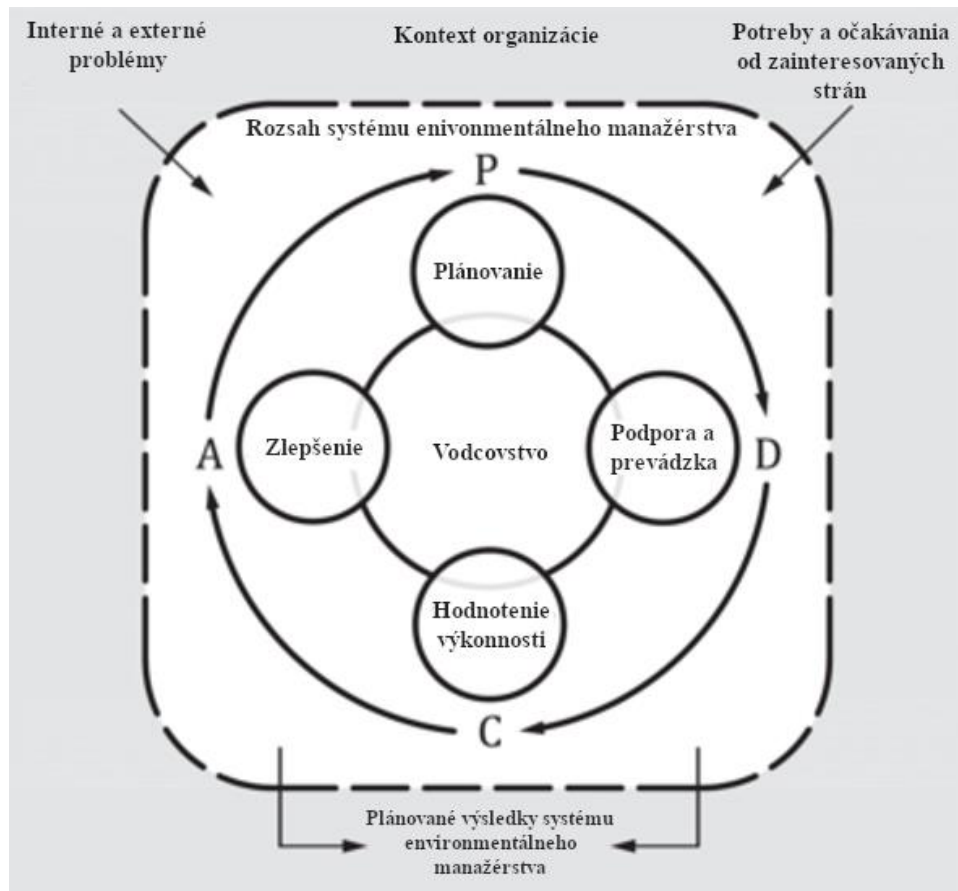 Interné a externé
problémy
Kontext organizácie
Potreby a očakávania
od zainteresovaných
strán
Rozsah systému enivonmentálneho manažérstva
P
Plánovanie
A
Zlepšenie
Vodcovstvo
Podpora a
prevádzka
D
Hodnotenie
výkonnosti
C
Plánované výsledky systému
environmentálneho
manažérstva